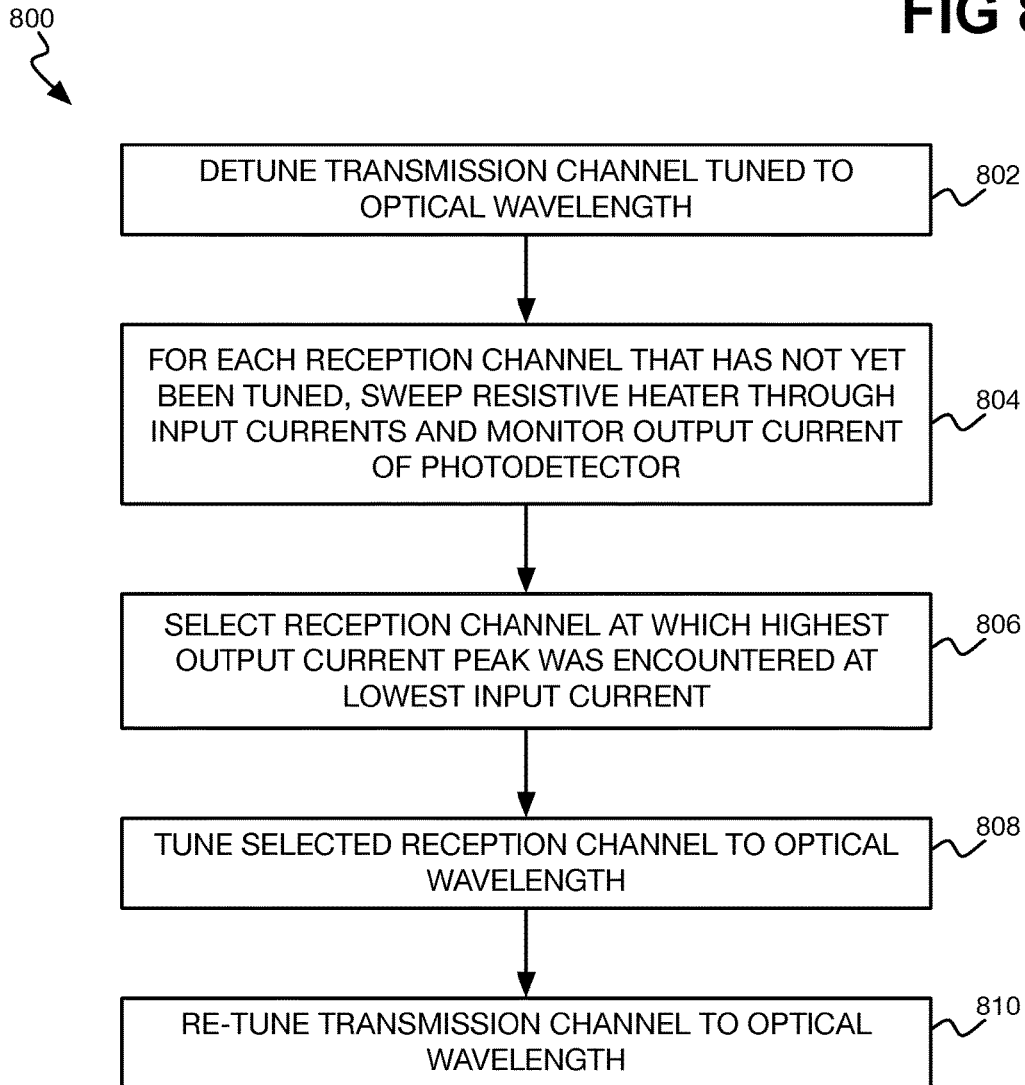 800
FIG 8
DETUNE TRANSMISSION CHANNEL TUNED TO
OPTICAL WAVELENGTH
802
FOR EACH RECEPTION CHANNEL THAT HAS NOT YET
BEEN TUNED, SWEEP RESISTIVE HEATER THROUGH
INPUT CURRENTS AND MONITOR OUTPUT CURRENT
OF PHOTODETECTOR
804
SELECT RECEPTION CHANNEL AT WHICH HIGHEST
OUTPUT CURRENT PEAK WAS ENCOUNTERED AT
LOWEST INPUT CURRENT
806
TUNE SELECTED RECEPTION CHANNEL TO OPTICAL
WAVELENGTH
808
RE-TUNE TRANSMISSION CHANNEL TO OPTICAL
WAVELENGTH
810